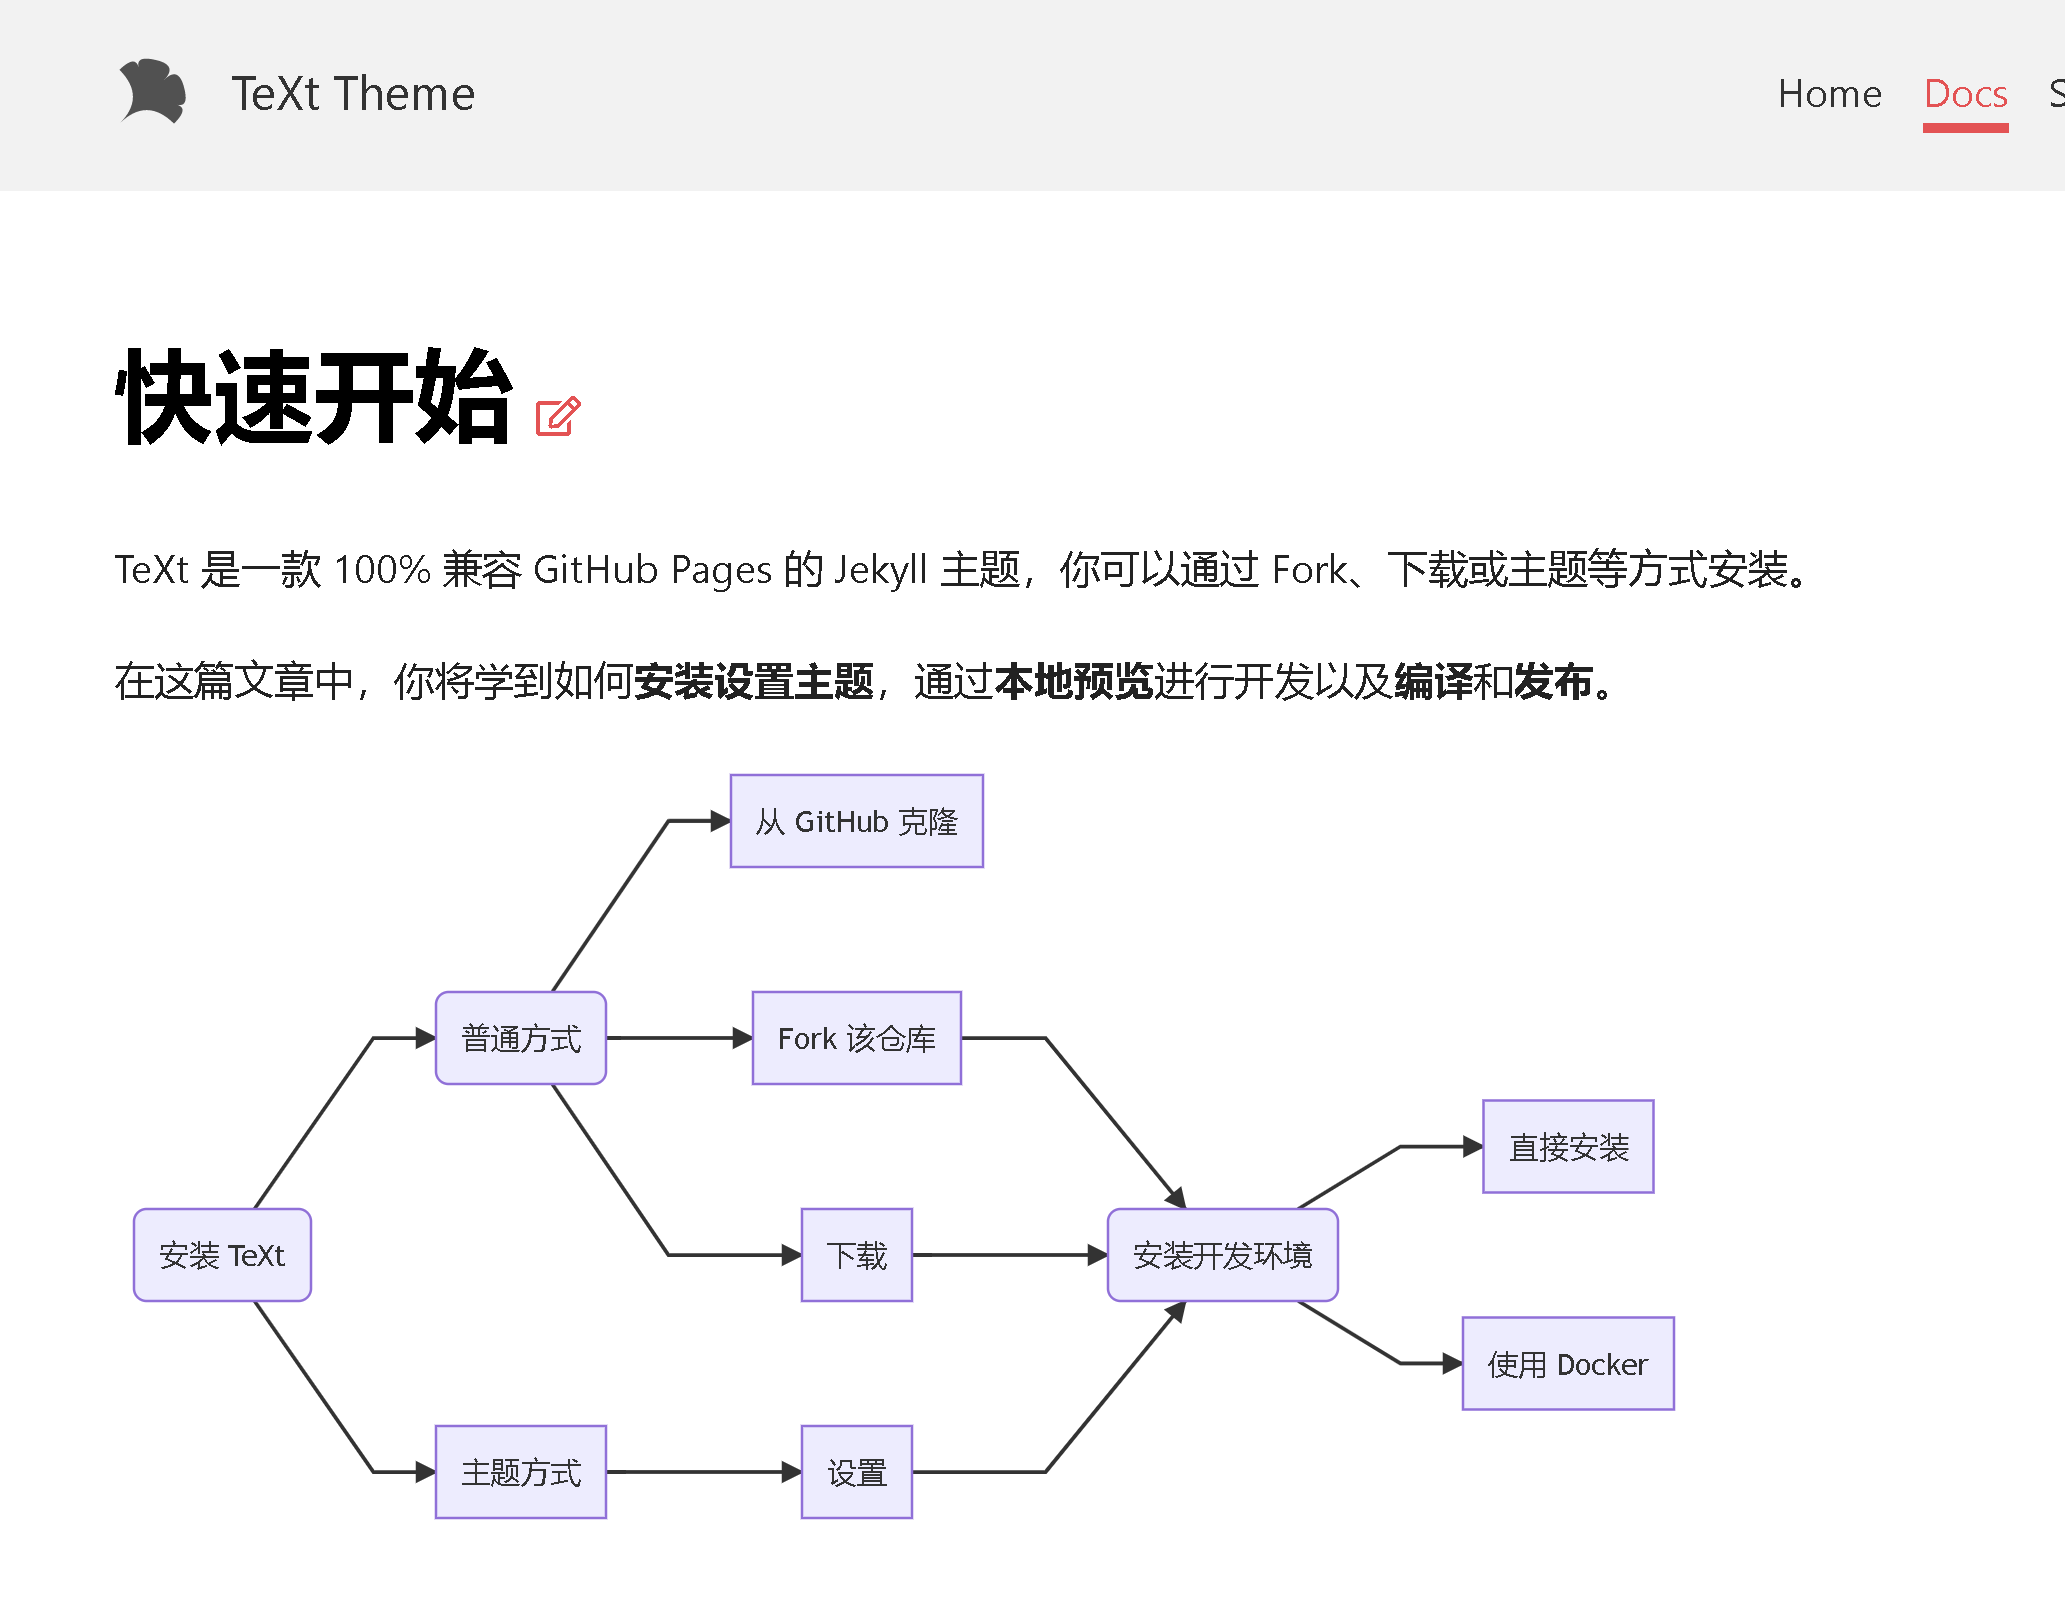 TeXt Theme
Home Docs
快速开始
TeXt 是一款 100% 兼容 GitHub Pages 的 Jekyll 主题，你可以通过 Fork、下载或主题等方式安装。
在这篇文章中，你将学到如何安装设置主题，通过本地预览进行开发以及编译和发布。
从 GitHub 克隆
普通方式
Fork 该仓库
直接安装
安装 TeXt
下载
安装开发环境
使用 Docker
主题方式
设置